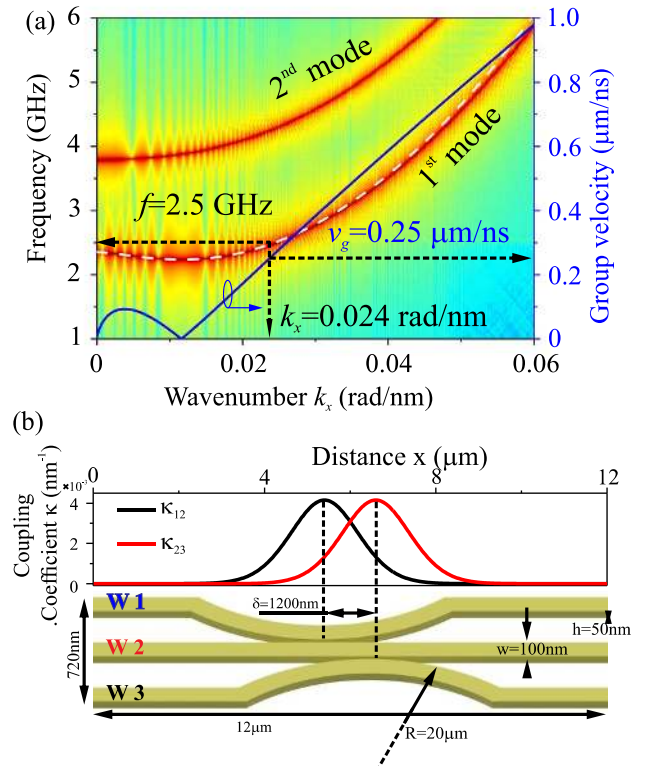 (a)
6
5
4
3
2
1
Frequency (GHz)
2nd mode
1st mode
f=2.5 GHz
vg=0.25 μm/ns
kx=0.024 rad/nm
1.0
0.8
0.6
0.4
0.2
0
Group velocity (μm/ns)
0
0.02
0.04
0.06
Wavenumber kx (rad/nm)
(b)
Distance x (μm)
0
4
8
12
Coupling
.Coefficient κ (nm⁻¹)
4
2
0
κ12
κ23
W 1
δ=1200nm
h=50nm
W 2
w=100nm
720nm
W 3
12μm
R=20μm